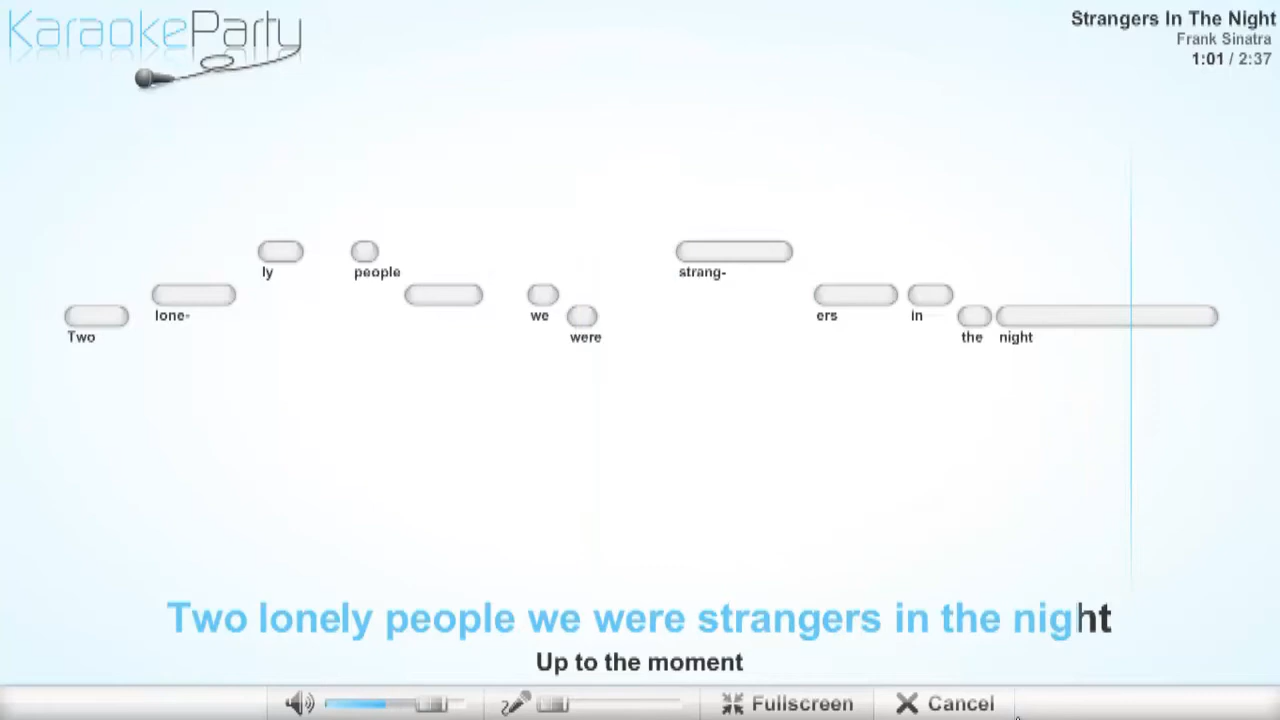 KaraokeParty
Strangers In The Night
Frank Sinatra
1:01 / 2:37
ly people strang-
lone- we ers in
Two were the night
Two lonely people we were strangers in the night
Up to the moment
Fullscreen Cancel